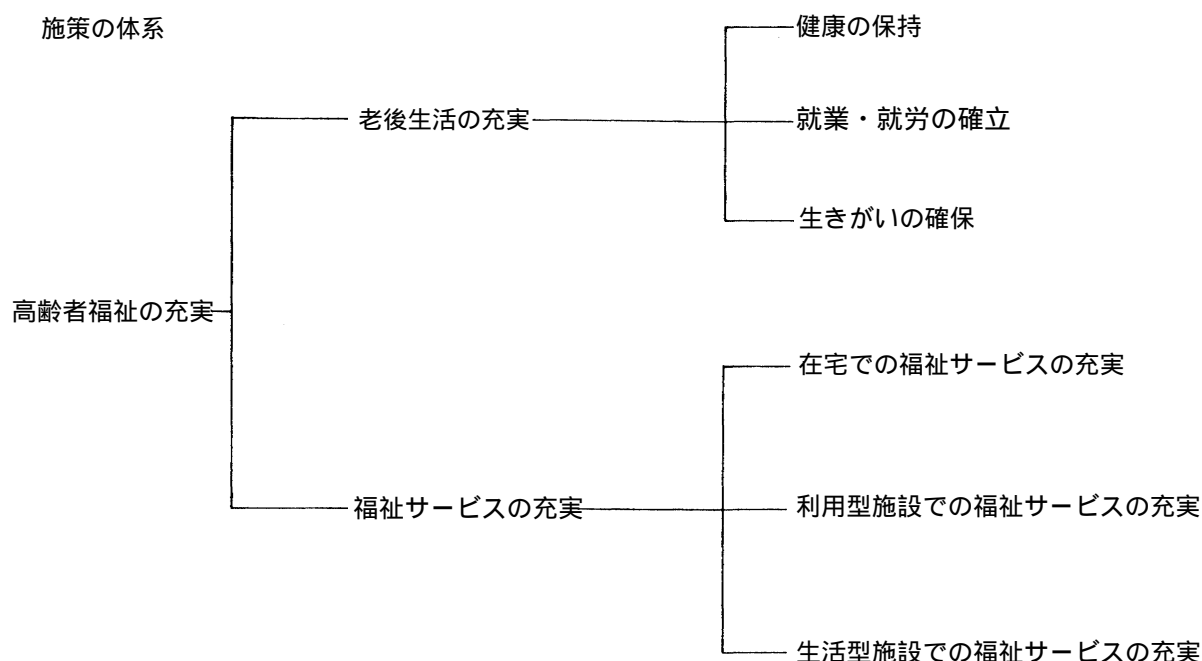 施策の体系
健康の保持
老後生活の充実
就業・就労の確立
生きがいの確保
高齢者福祉の充実
在宅での福祉サービスの充実
福祉サービスの充実
利用型施設での福祉サービスの充実
生活型施設での福祉サービスの充実